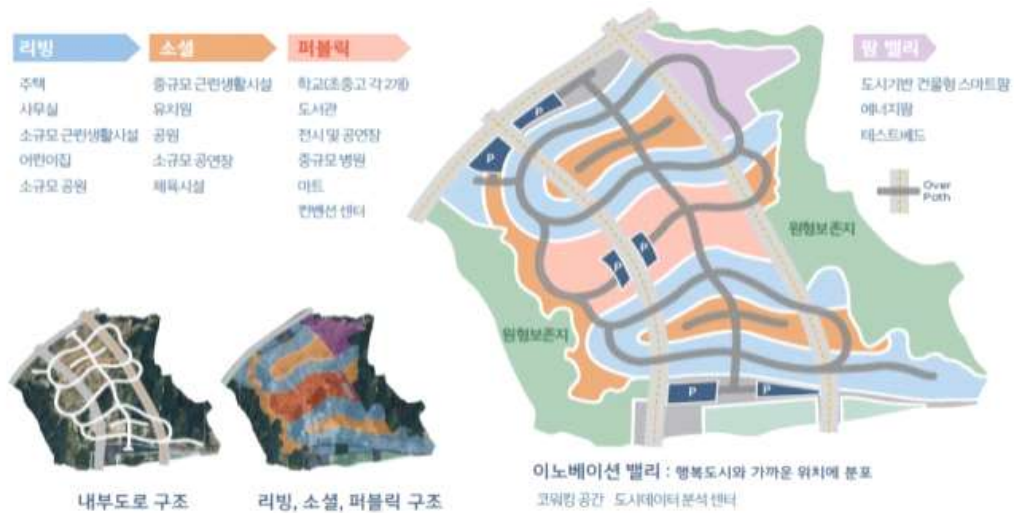 리빙
주택
사무실
소규모 근린생활시설
어린이집
소규모 공원
소셜
중규모 근린생활시설
유치원
공원
소규모 공연장
체육시설
퍼블릭
학교(초중고 각 2개)
도서관
전시 및 공연장
중규모 병원
마트
컨벤션 센터
팜 밸리
도시기반 건물형 스마트팜
에너지팜
테스트베드
Over
Path
P
P
P
P
P
P
원형보존지
원형보존지
내부도로 구조
리빙, 소셜, 퍼블릭 구조
이노베이션 밸리 : 행복도시와 가까운 위치에 분포
코워킹 공간 도시데이터 분석 센터